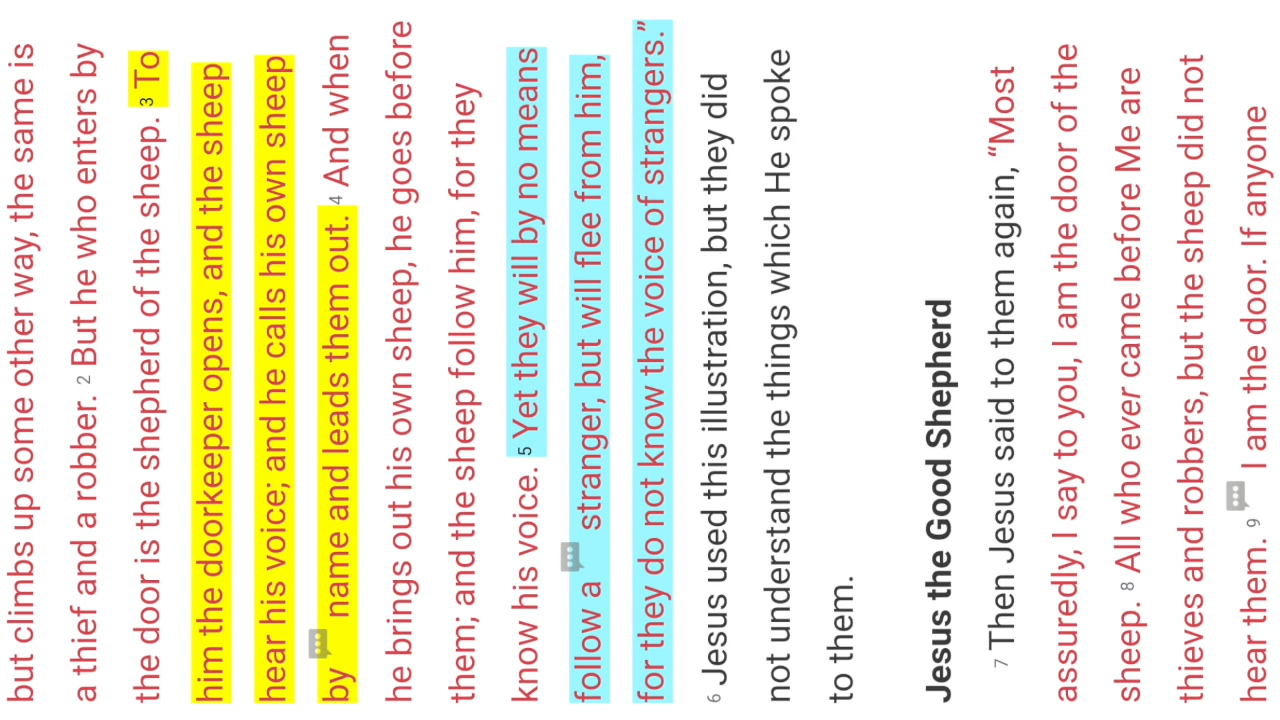 but climbs up some other way, the same is
a thief and a robber. 2 But he who enters by
the door is the shepherd of the sheep. 3 To
him the doorkeeper opens, and the sheep
hear his voice; and he calls his own sheep
by name and leads them out. 4 And when
he brings out his own sheep, he goes before
them; and the sheep follow him, for they
know his voice. 5 Yet they will by no means
follow a stranger, but will flee from him,
for they do not know the voice of strangers.”
6 Jesus used this illustration, but they did
not understand the things which He spoke
to them.
Jesus the Good Shepherd
7 Then Jesus said to them again, “Most
assuredly, I say to you, I am the door of the
sheep. 8 All who ever came before Me are
thieves and robbers, but the sheep did not
hear them. 9 I am the door. If anyone